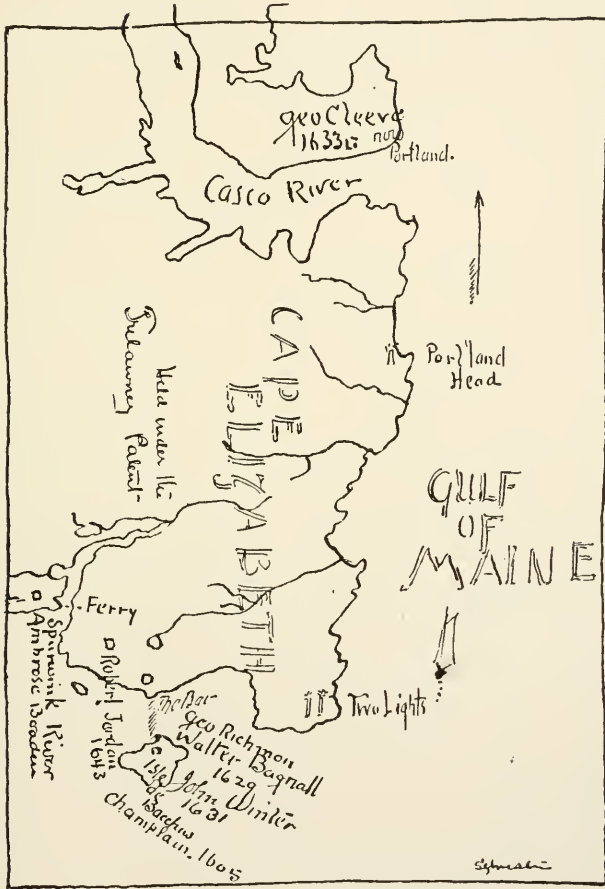 geo Cleeve
1633
now
Portland.
Casco River
Portland
Head
CAPE
ELIZABETH
Held under the
Trelawney Patent
GULF
OF
MAINE
Ferry
Spurwink River
Ambrose Boaden
Robert Jordan
1643
Two Lights
The Bar
geo Richmon
Walter Bagnall
1629
John Winter
1631
Isle
de
Bacchus
Champlain. 1605